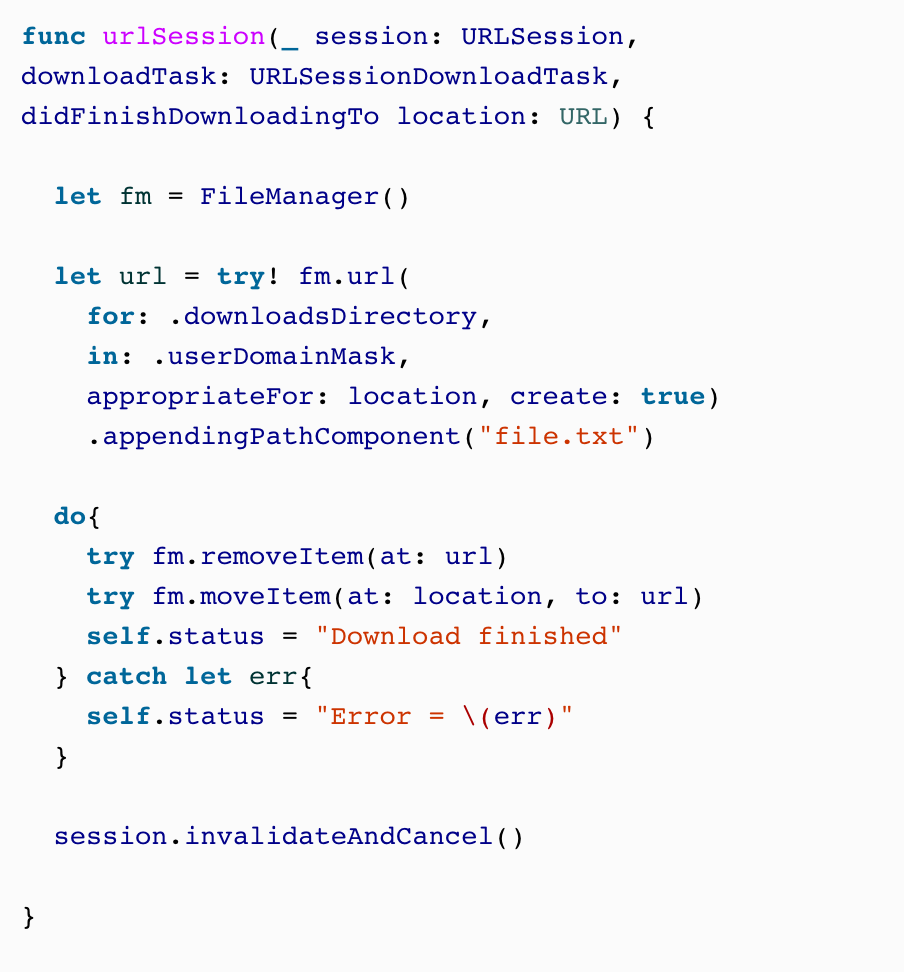 func urlSession(_ session: URLSession,
downloadTask: URLSessionDownloadTask,
didFinishDownloadingTo location: URL) {
let fm = FileManager()
let url = try! fm.url(
for: .downloadsDirectory,
in: .userDomainMask,
appropriateFor: location, create: true)
.appendingPathComponent("file.txt")
do{
try fm.removeItem(at: url)
try fm.moveItem(at: location, to: url)
self.status = "Download finished"
} catch let err{
self.status = "Error = \(err)"
}
session.invalidateAndCancel()
}